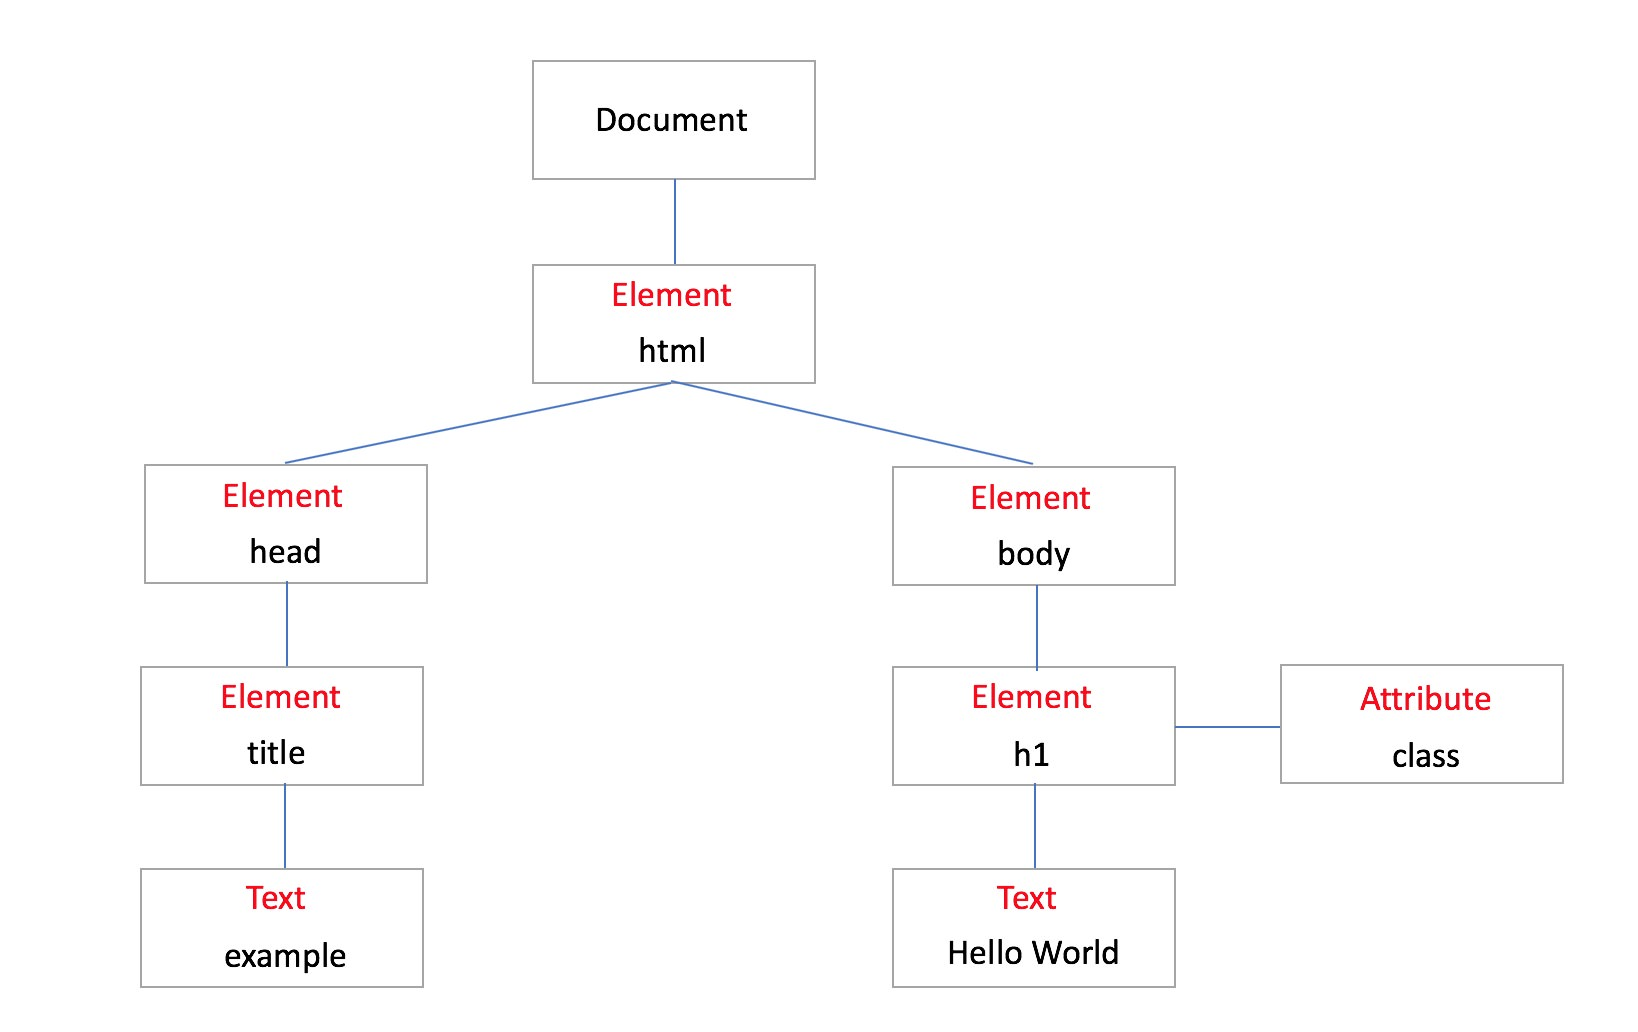 Document
Element
html
Element
head
Element
body
Element
title
Element
h1
Attribute
class
Text
example
Text
Hello World